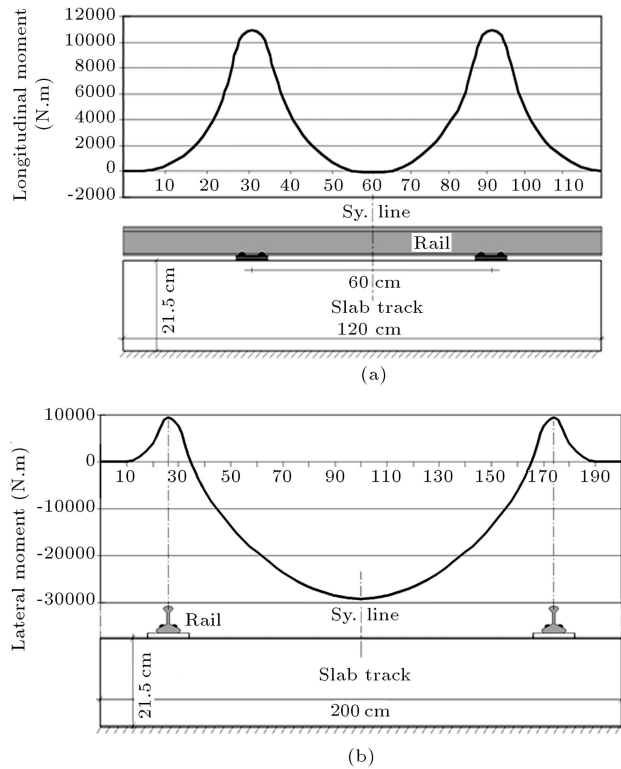 Longitudinal moment
(N.m)
12000
10000
8000
6000
4000
2000
0
-2000
10 20 30 40 50 60 70 80 90 100 110
Sy. line
Rail
60 cm
Slab track
120 cm
21.5 cm
(a)
Lateral moment (N.m)
10000
0
-10000
-20000
-30000
10 30 50 70 90 110 130 150 170 190
Sy. line
Rail
Slab track
200 cm
21.5 cm
(b)